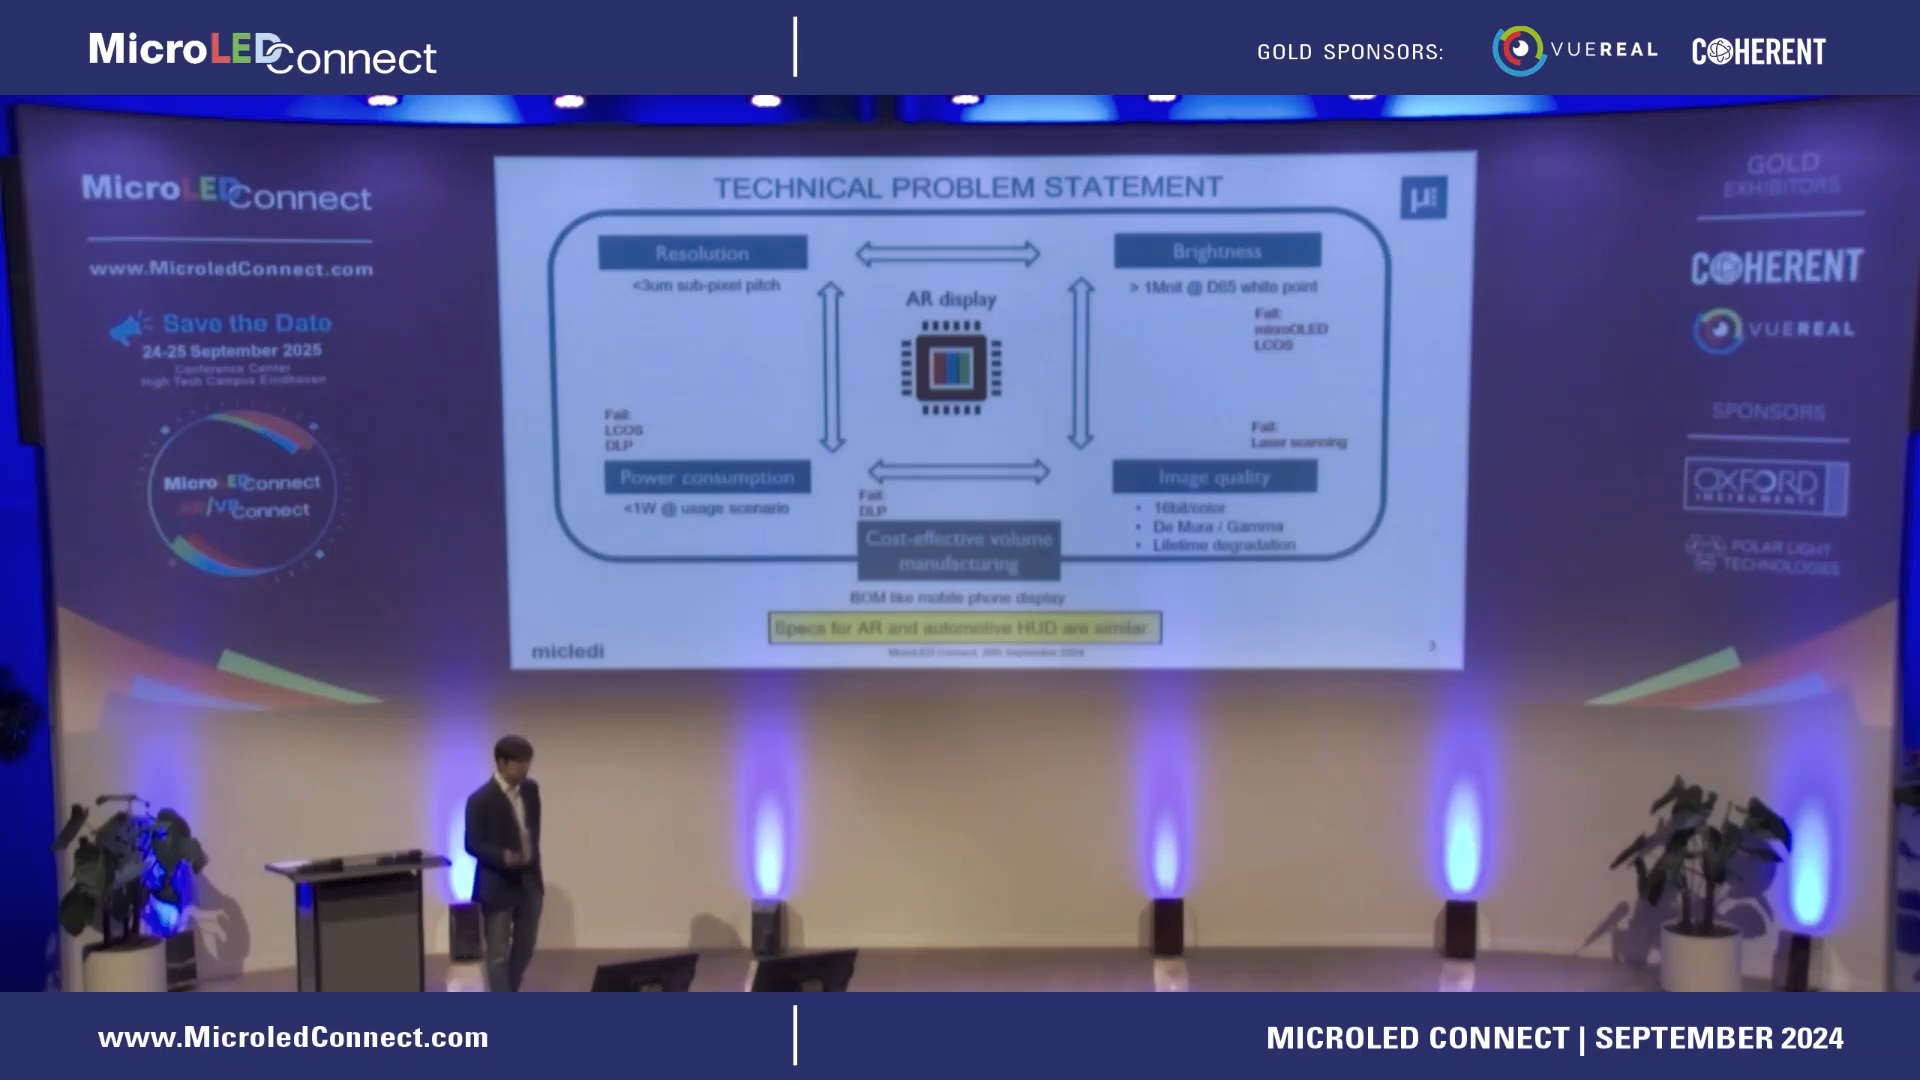 MicroLED Connect
GOLD SPONSORS:
VUEREAL
COHERENT
MicroLED Connect
www.MicroledConnect.com
Save the Date
24-25 September 2025
Conference Center
High Tech Campus Eindhoven
MicroLED Connect
AR/VR Connect
TECHNICAL PROBLEM STATEMENT
µ
Resolution
<3um sub-pixel pitch
Brightness
> 1Mnit @ D65 white point
AR display
Fail:
microOLED
LCOS
Fail:
LCOS
DLP
Fail:
Laser scanning
Power consumption
<1W @ usage scenario
Fail:
DLP
Image quality
• 16bit/color
• De Mura / Gamma
• Lifetime degradation
Cost-effective volume
manufacturing
BOM like mobile phone display
Specs for AR and automotive HUD are similar
micledi
3
GOLD
EXHIBITORS
COHERENT
VUEREAL
SPONSORS
OXFORD
INSTRUMENTS
POLAR LIGHT
TECHNOLOGIES
www.MicroledConnect.com
MICROLED CONNECT | SEPTEMBER 2024